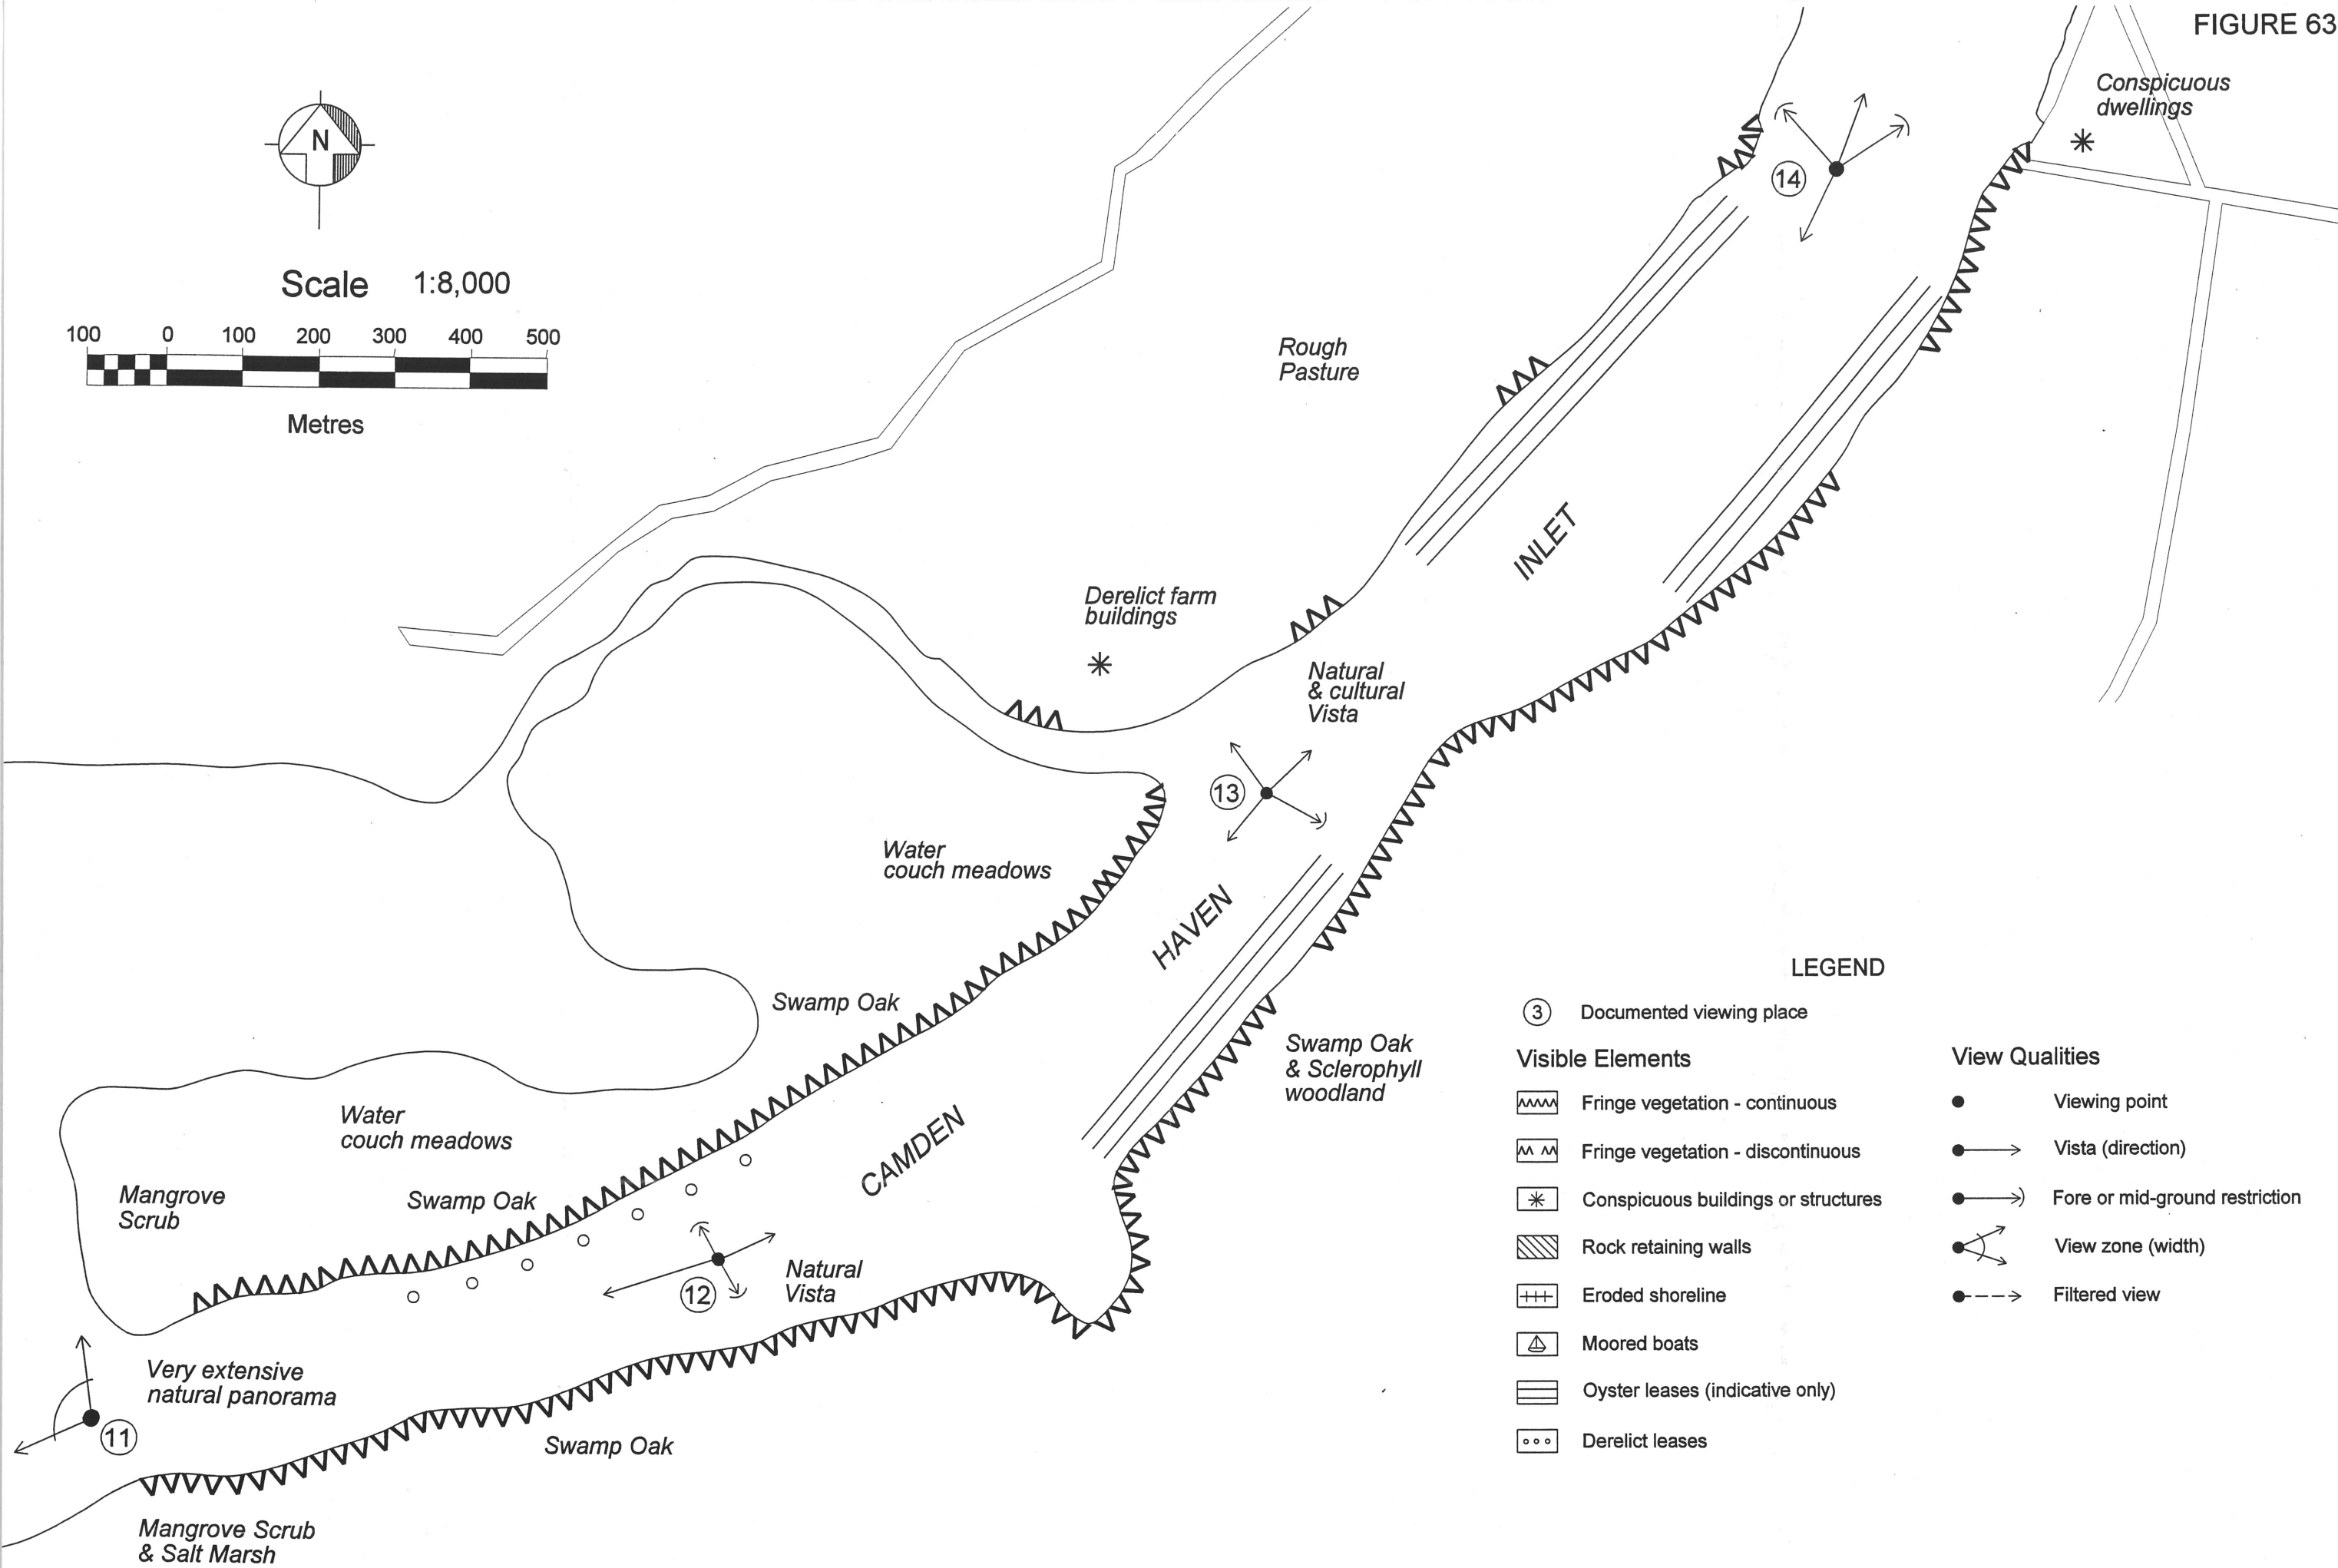 FIGURE 63
Conspicuous
dwellings
N
14
Scale 1:8,000
100 0 100 200 300 400 500
Metres
Rough
Pasture
INLET
Derelict farm
buildings
Natural
& cultural
Vista
13
Water
couch meadows
HAVEN
Swamp Oak
Swamp Oak
& Sclerophyll
woodland
Water
couch meadows
CAMDEN
Mangrove
Scrub
Swamp Oak
Natural
Vista
12
Very extensive
natural panorama
11
Swamp Oak
Mangrove Scrub
& Salt Marsh
LEGEND
3 Documented viewing place
Visible Elements
Fringe vegetation - continuous
Fringe vegetation - discontinuous
Conspicuous buildings or structures
Rock retaining walls
Eroded shoreline
Moored boats
Oyster leases (indicative only)
Derelict leases
View Qualities
Viewing point
Vista (direction)
Fore or mid-ground restriction
View zone (width)
Filtered view